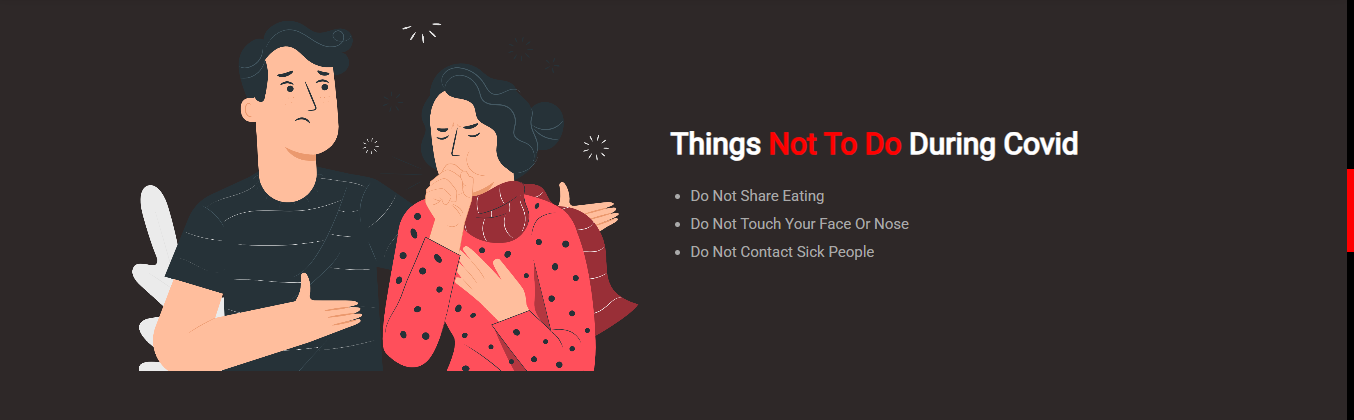 Things Not To Do During Covid
Do Not Share Eating
Do Not Touch Your Face Or Nose
Do Not Contact Sick People